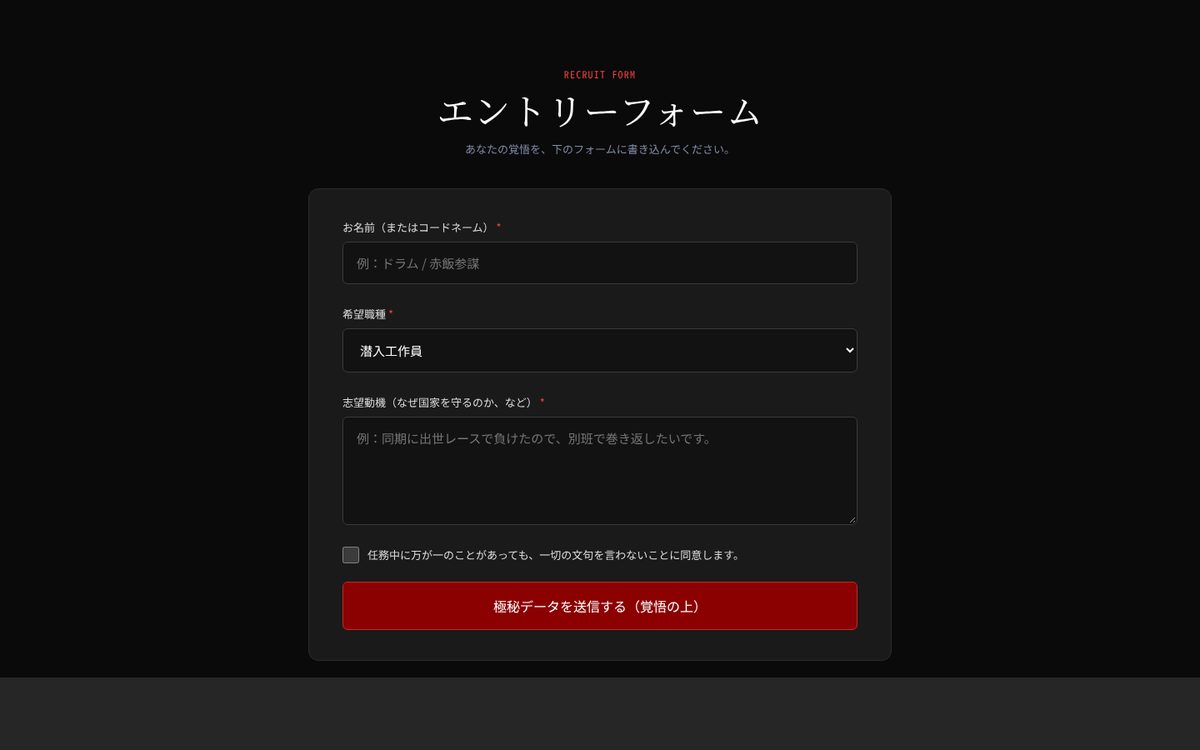 RECRUIT FORM
エントリーフォーム
あなたの覚悟を、下のフォームに書き込んでください。
お名前（またはコードネーム） *
例：ドラム / 赤飯参謀
希望職種 *
潜入工作員
志望動機（なぜ国家を守るのか、など） *
例：同期に出世レースで負けたので、別班で巻き返したいです。
任務中に万が一のことがあっても、一切の文句を言わないことに同意します。
極秘データを送信する（覚悟の上）